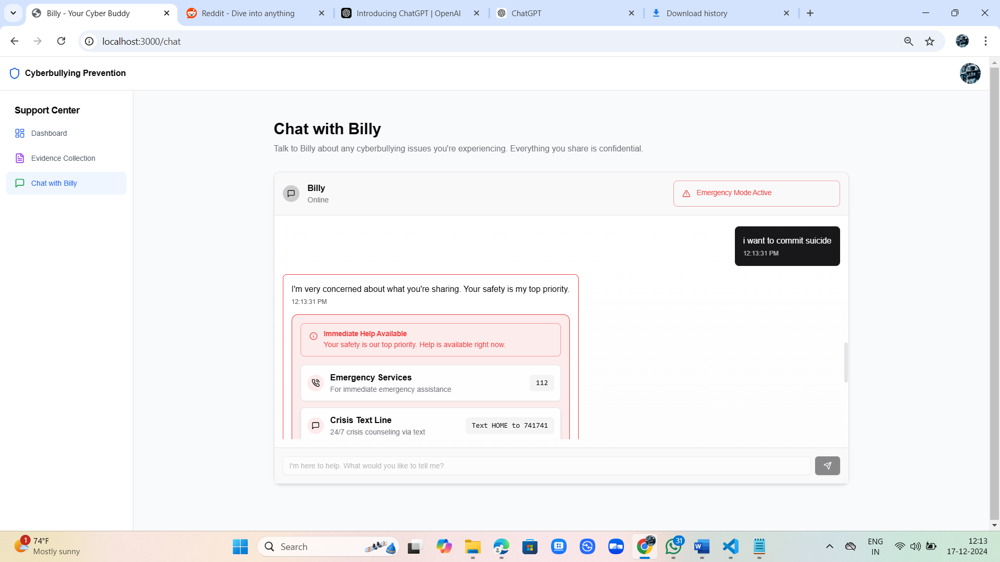 Billy - Your Cyber Buddy
Reddit - Dive into anything
Introducing ChatGPT | OpenAI
ChatGPT
Download history
localhost:3000/chat
Cyberbullying Prevention
Support Center
Dashboard
Evidence Collection
Chat with Billy
Chat with Billy
Talk to Billy about any cyberbullying issues you're experiencing. Everything you share is confidential.
Billy
Online
Emergency Mode Active
i want to commit suicide
12:13:31 PM
I'm very concerned about what you're sharing. Your safety is my top priority.
12:13:31 PM
Immediate Help Available
Your safety is our top priority. Help is available right now.
Emergency Services
For immediate emergency assistance
112
Crisis Text Line
24/7 crisis counseling via text
Text HOME to 741741
I'm here to help. What would you like to tell me?
1
74°F
Mostly sunny
Search
31
ENG
IN
12:13
17-12-2024